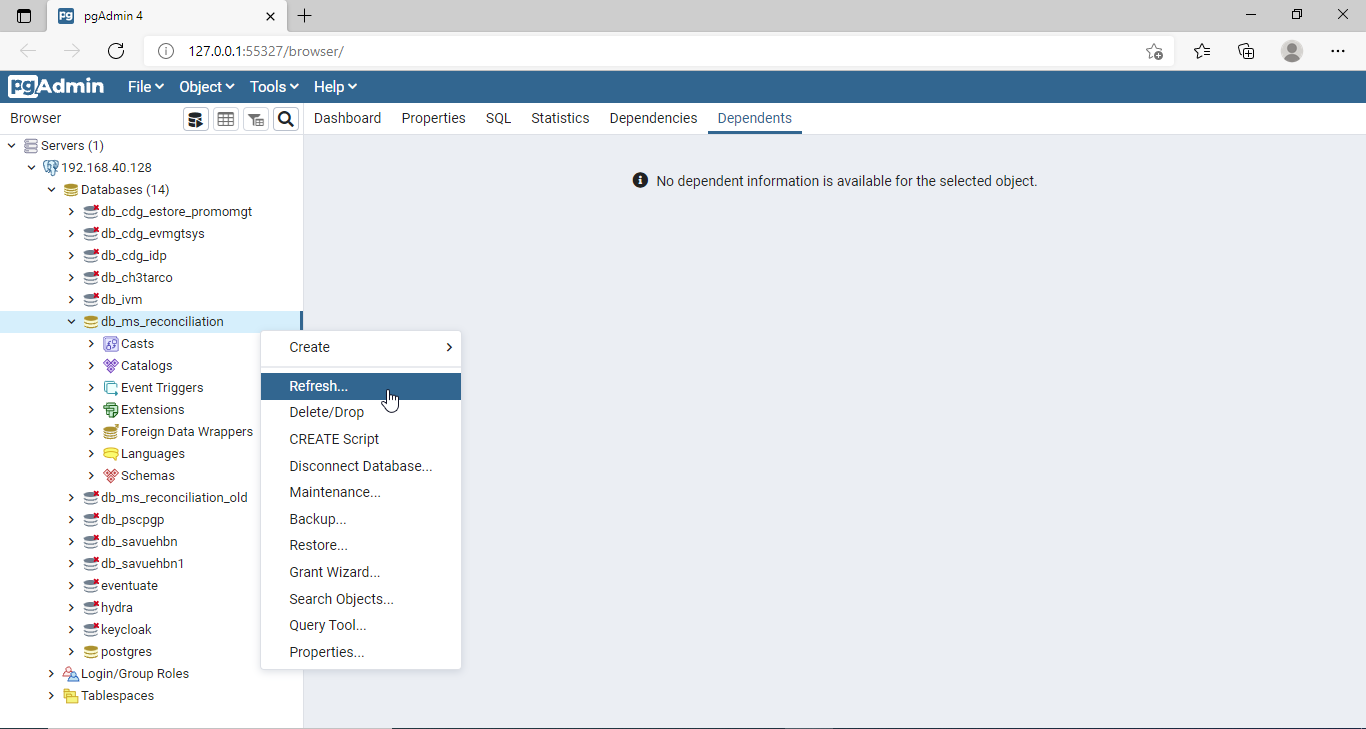 pgAdmin 4
127.0.0.1:55327/browser/
pgAdmin File Object Tools Help
Browser
Dashboard Properties SQL Statistics Dependencies Dependents
Servers (1)
192.168.40.128
Databases (14)
db_cdg_estore_promomgt
db_cdg_evmgtsys
db_cdg_idp
db_ch3tarco
db_ivm
db_ms_reconciliation
Casts
Catalogs
Event Triggers
Extensions
Foreign Data Wrappers
Languages
Schemas
db_ms_reconciliation_old
db_pscpgp
db_savuehbn
db_savuehbn1
eventuate
hydra
keycloak
postgres
Login/Group Roles
Tablespaces
Create
Refresh...
Delete/Drop
CREATE Script
Disconnect Database...
Maintenance...
Backup...
Restore...
Grant Wizard...
Search Objects...
Query Tool...
Properties...
No dependent information is available for the selected object.